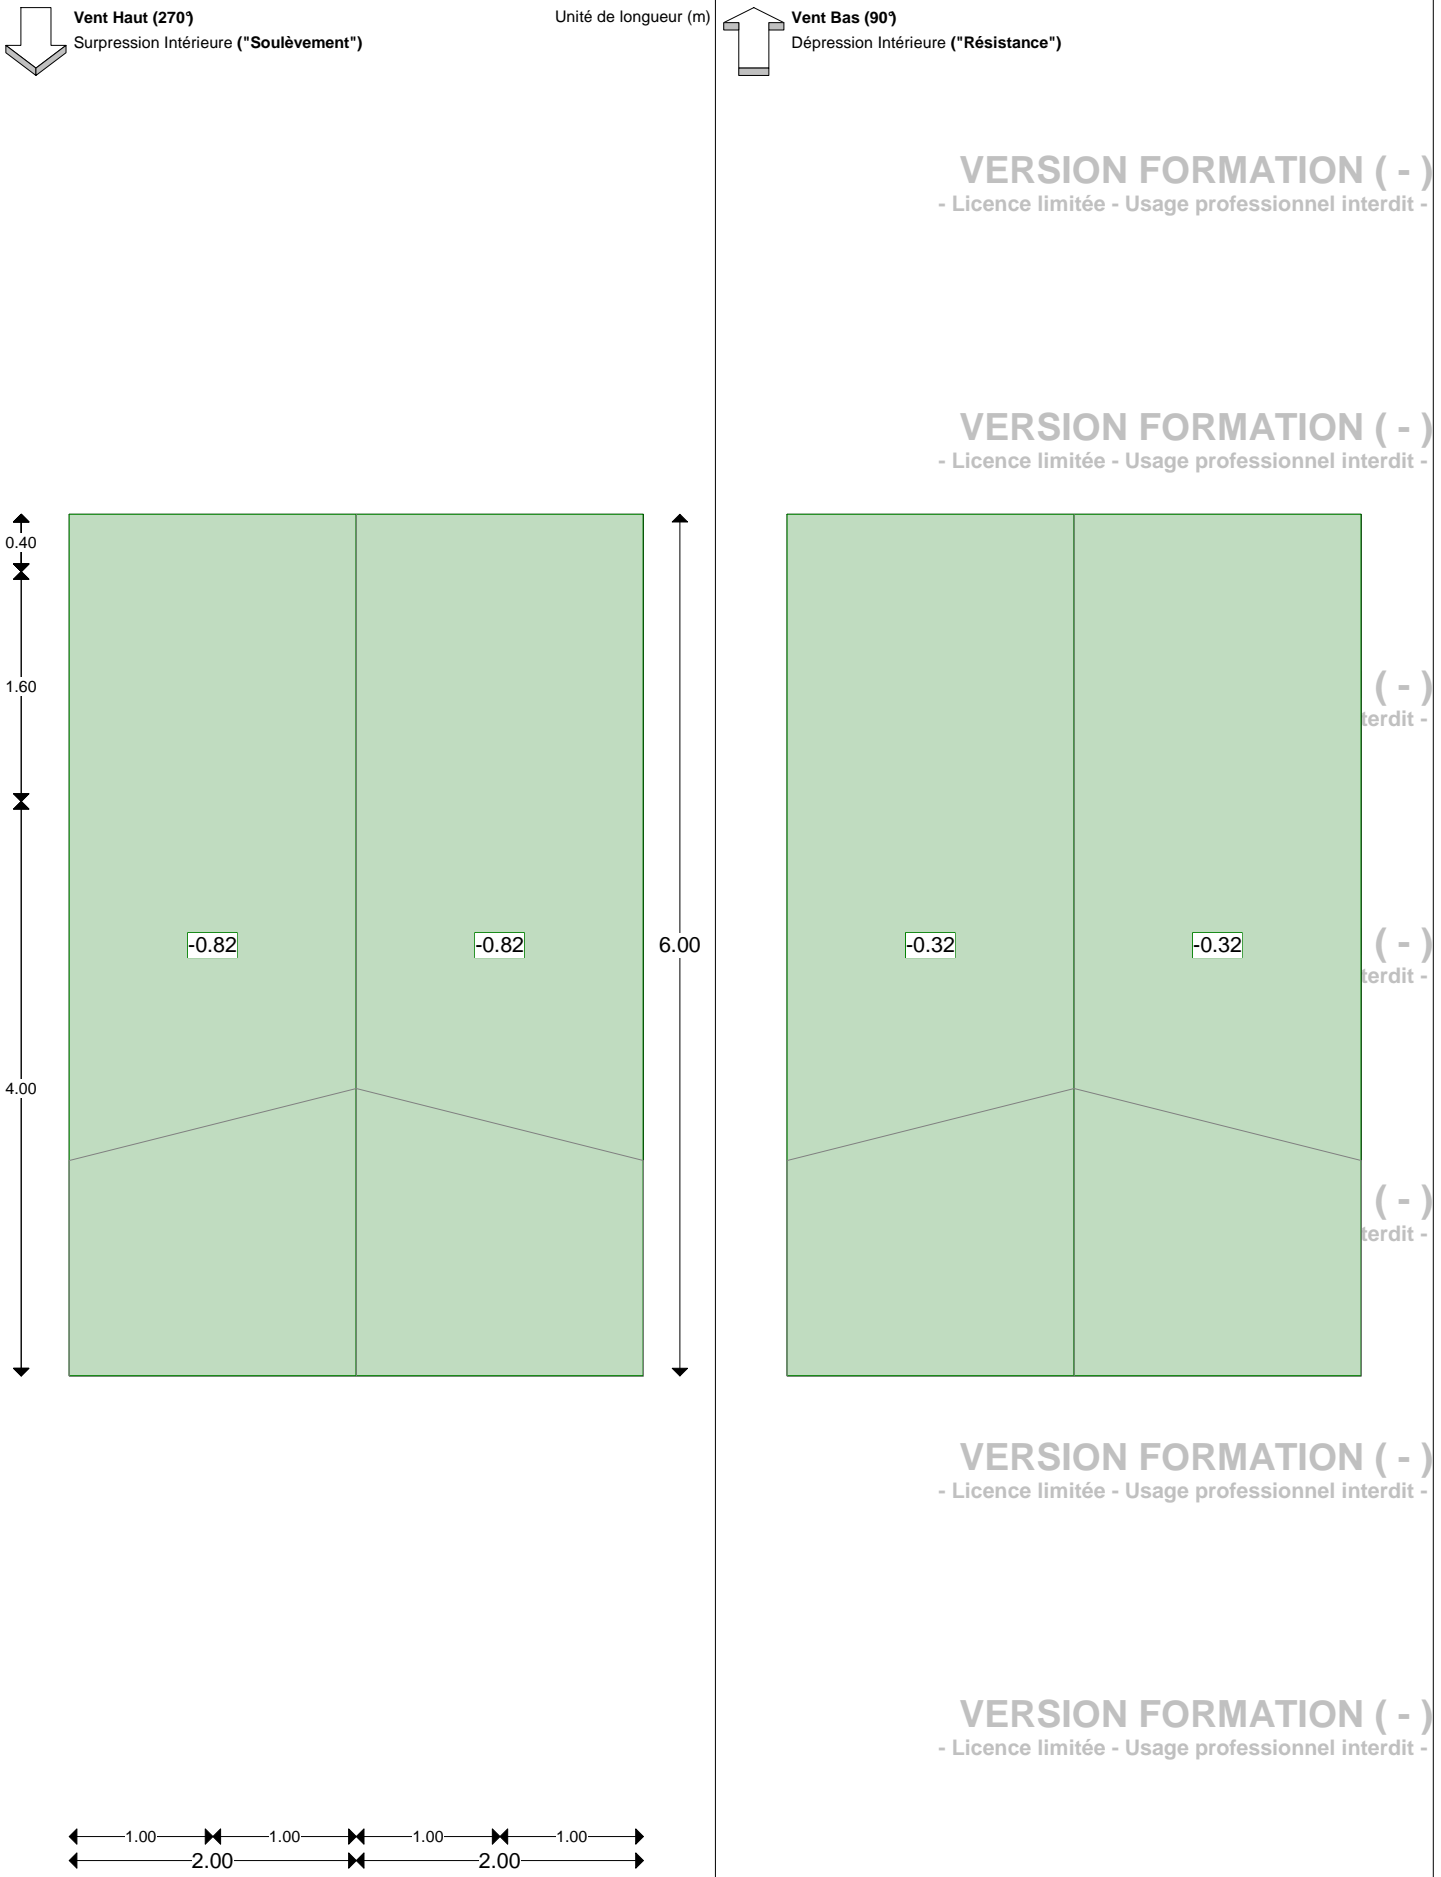 Vent Haut (270°)
Surpression Intérieure ("Soulèvement")
Unité de longueur (m)
Vent Bas (90°)
Dépression Intérieure ("Résistance")
VERSION FORMATION ( - )
- Licence limitée - Usage professionnel interdit -
VERSION FORMATION ( - )
- Licence limitée - Usage professionnel interdit -
0.40
1.60
( - )
terdit -
-0.82
-0.82
6.00
-0.32
-0.32
( - )
terdit -
4.00
( - )
terdit -
VERSION FORMATION ( - )
- Licence limitée - Usage professionnel interdit -
VERSION FORMATION ( - )
- Licence limitée - Usage professionnel interdit -
1.00 1.00 1.00 1.00
2.00 2.00